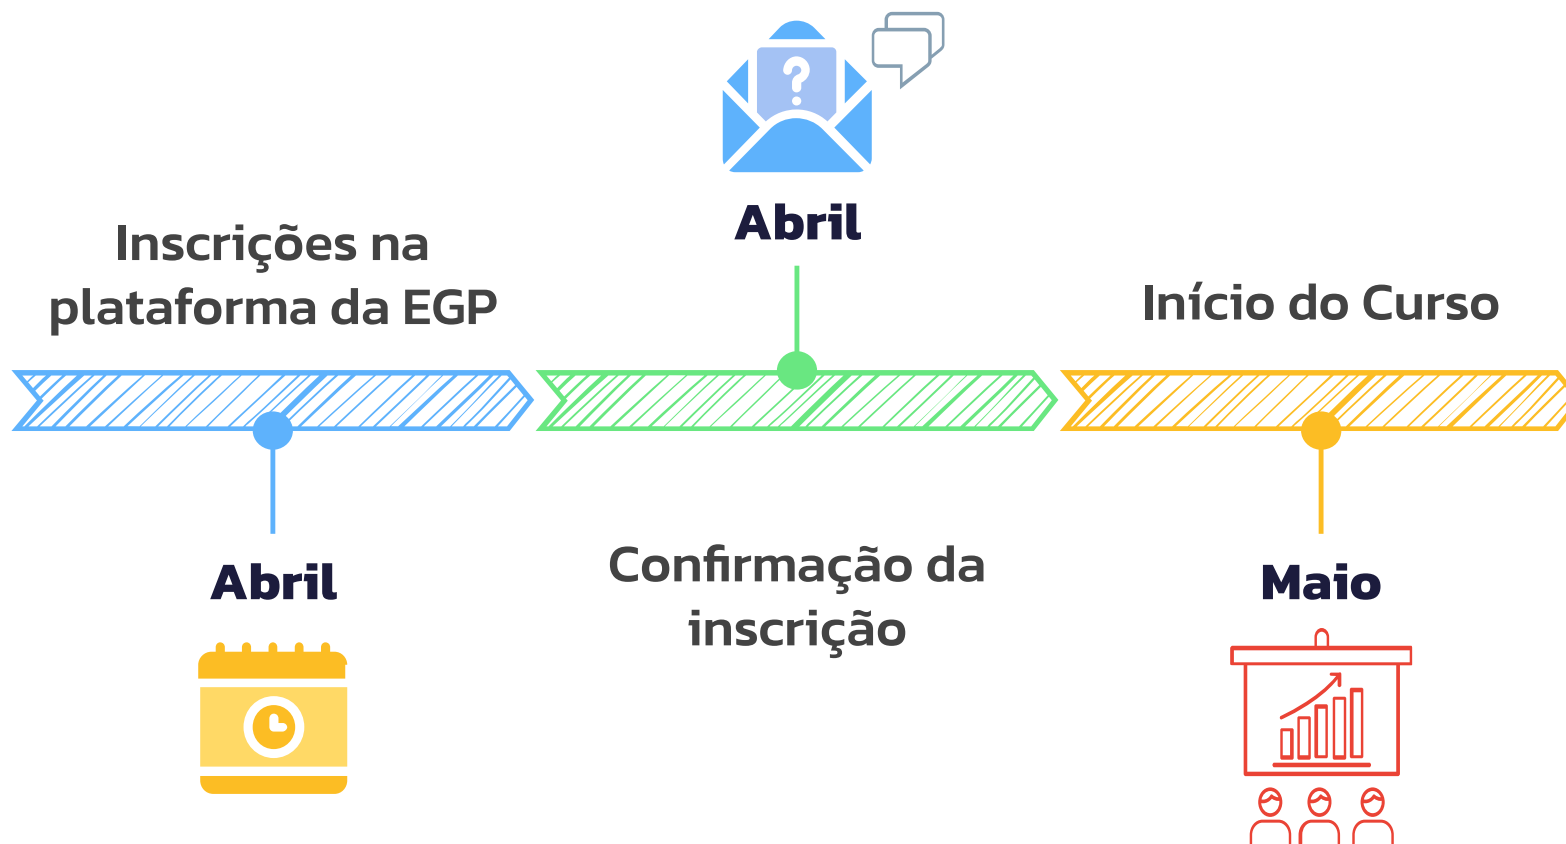 Inscrições na
plataforma da EGP
Abril
?
Abril
Confirmação da
inscrição
Início do Curso
Maio